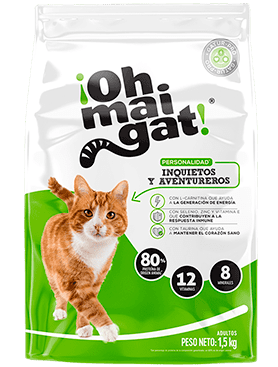 ¡Oh
mai
gat!®
PERSONALIDAD
INQUIETOS
Y AVENTUREROS
CON L-CARNITINA QUE AYUDA
A LA GENERACIÓN DE ENERGÍA
CON SELENIO, ZINC Y VITAMINA E
QUE CONTRIBUYEN A LA
RESPUESTA INMUNE
CON TAURINA QUE AYUDA
A MANTENER EL CORAZÓN SANO
80%
PROTEÍNA DE
ORIGEN ANIMAL
12
VITAMINAS
8
MINERALES
ADULTOS
PESO NETO: 1,5 kg